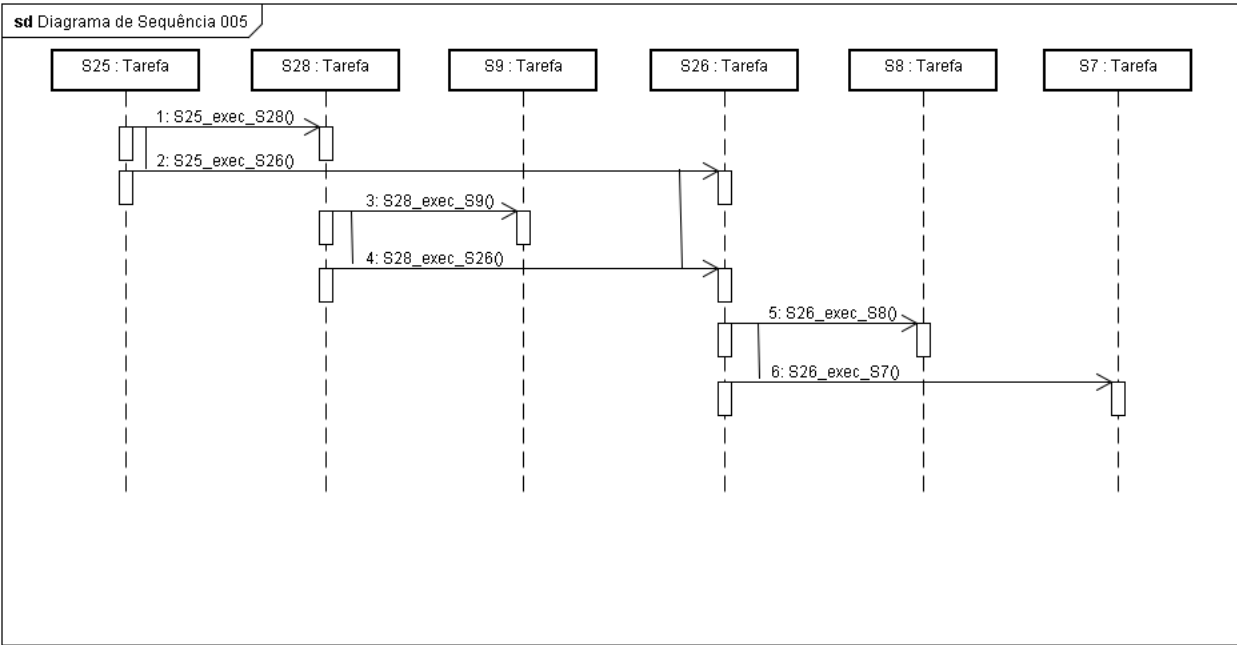 sd Diagrama de Sequência 005
S25 : Tarefa
S28 : Tarefa
S9 : Tarefa
S26 : Tarefa
S8 : Tarefa
S7 : Tarefa
1: S25_exec_S28()
2: S25_exec_S26()
3: S28_exec_S9()
4: S28_exec_S26()
5: S26_exec_S8()
6: S26_exec_S7()